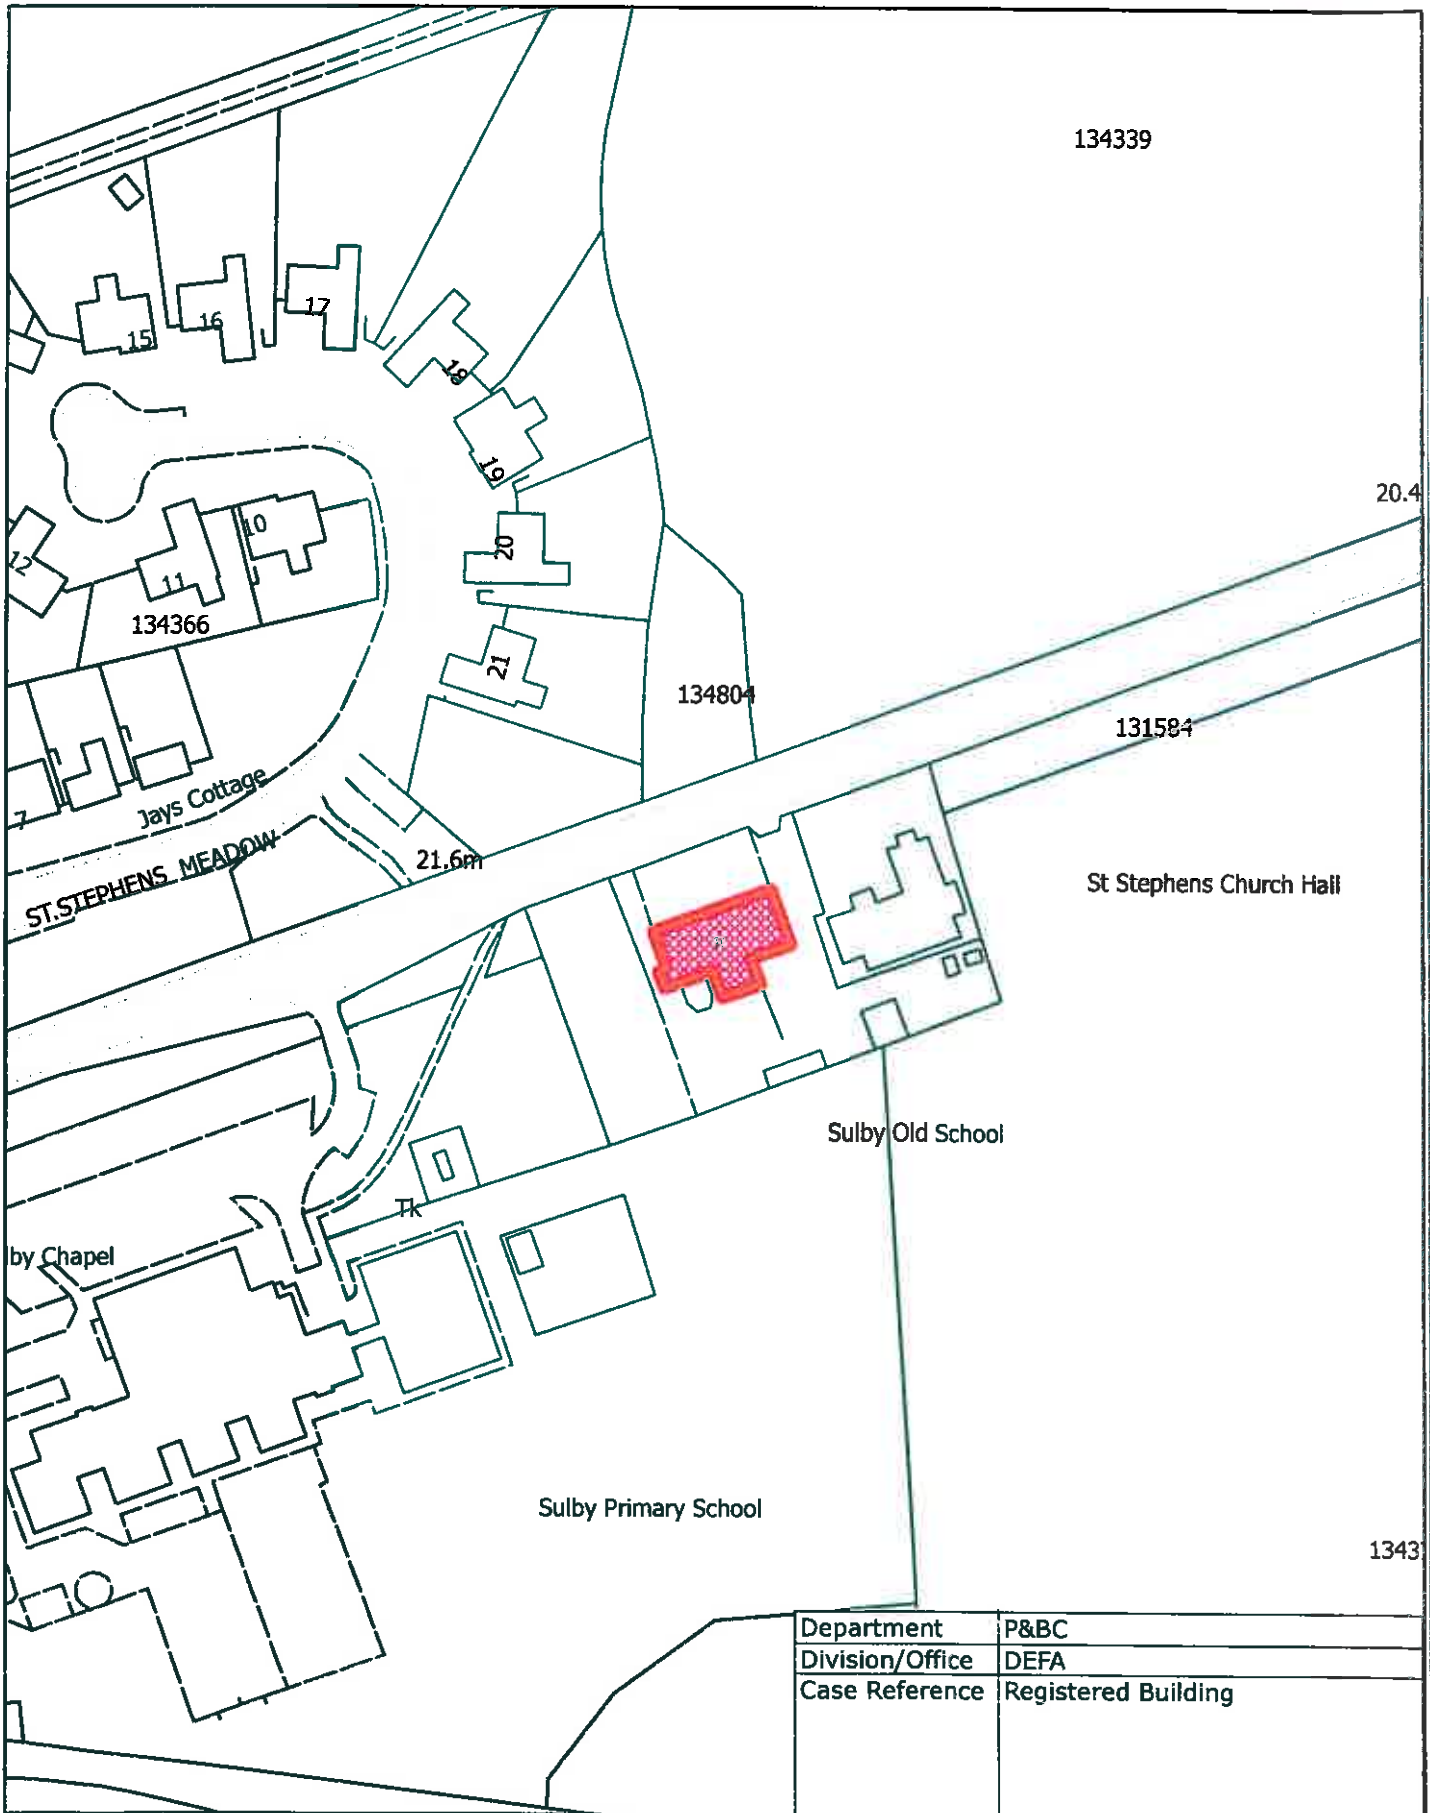 134339
17
16
15
18
19
20.4
10
20
12
11
134366
21
134804
131584
Jays Cottage
7
ST.STEPHENS MEADOW
21.6m
St Stephens Church Hall
Sulby Old School
Tk
lby Chapel
Sulby Primary School
1343
Department P&BC
Division/Office DEFA
Case Reference Registered Building